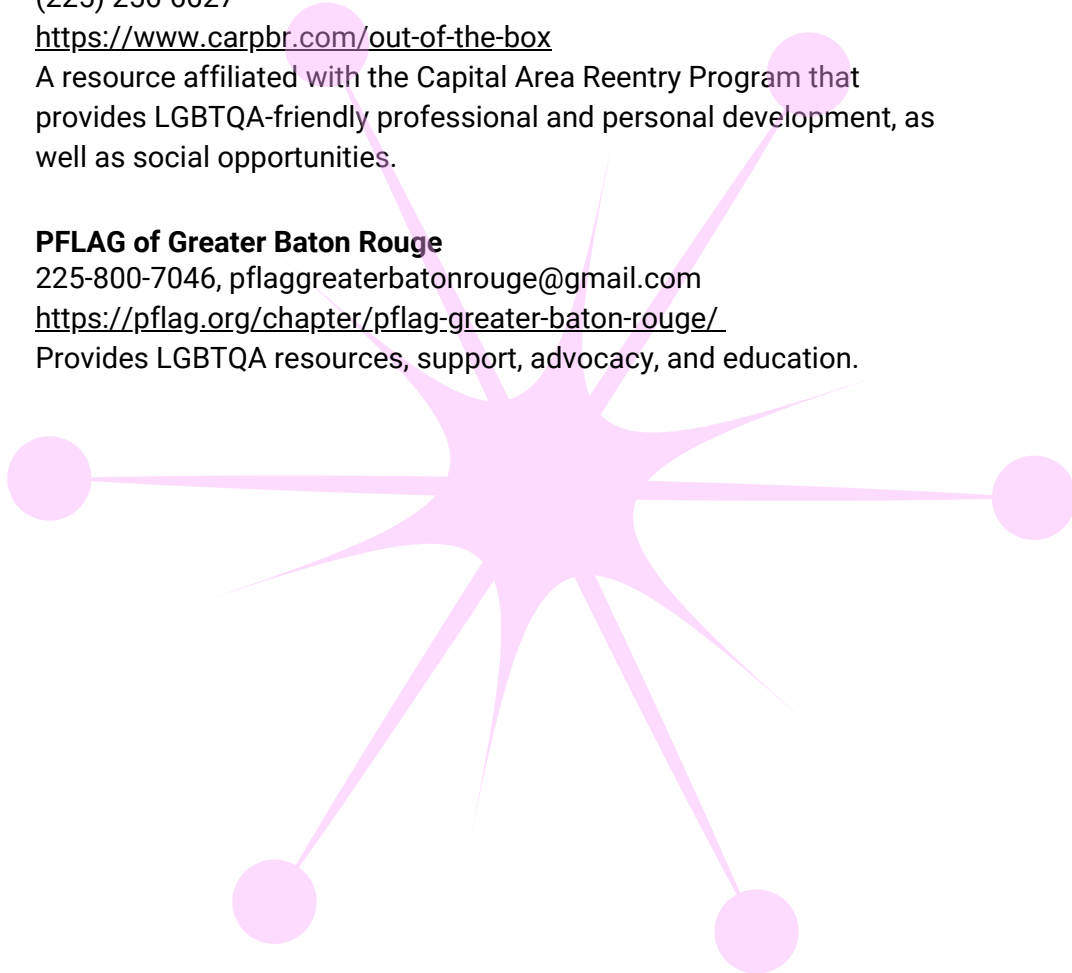 https://www.carpbr.com/out-of-the-box
A resource affiliated with the Capital Area Reentry Program that
provides LGBTQA-friendly professional and personal development, as
well as social opportunities.
PFLAG of Greater Baton Rouge
225-800-7046, pflaggreaterbatonrouge@gmail.com
https://pflag.org/chapter/pflag-greater-baton-rouge/
Provides LGBTQA resources, support, advocacy, and education.